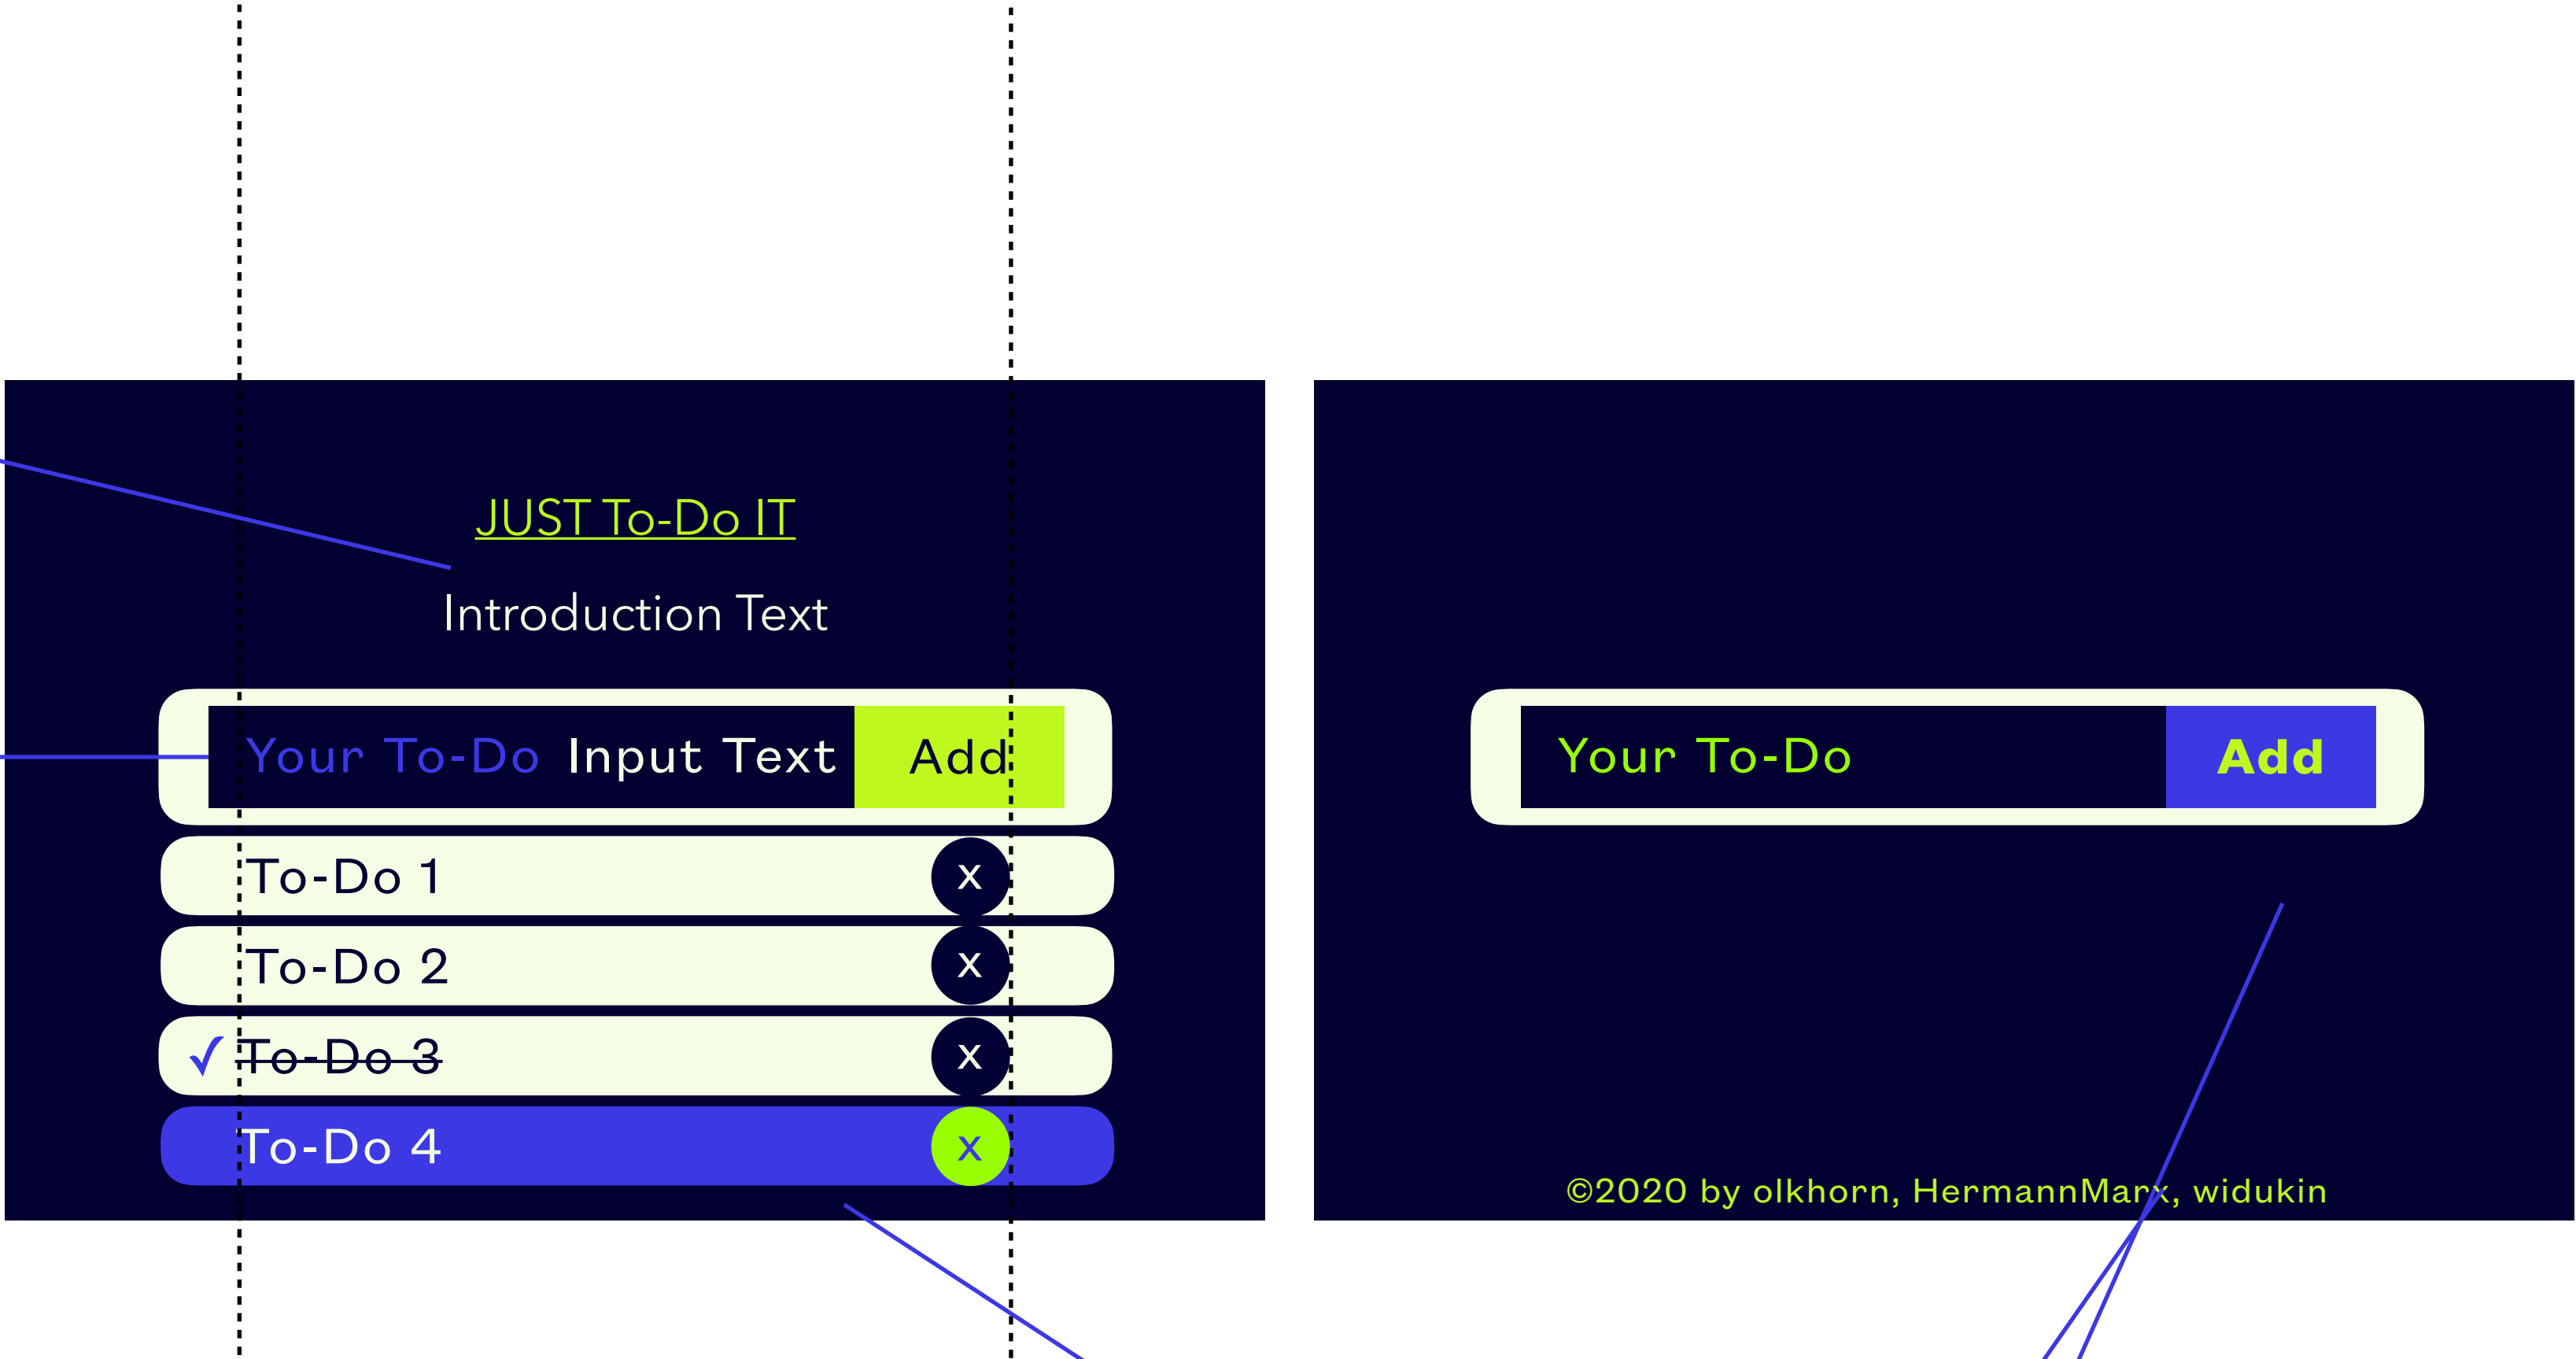 JUST To-Do IT
Introduction Text
Your To-Do Input Text Add
To-Do 1 x
To-Do 2 x
✓ To-Do 3 x
To-Do 4 x
Your To-Do Add
©2020 by olkhorn, HermannMarx, widukin